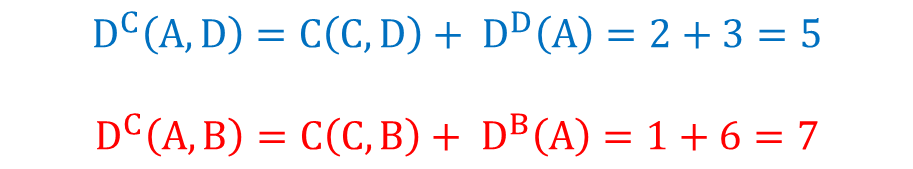 Dᶜ(A, D) = C(C, D) + Dᴰ(A) = 2 + 3 = 5
Dᶜ(A, B) = C(C, B) + Dᴮ(A) = 1 + 6 = 7